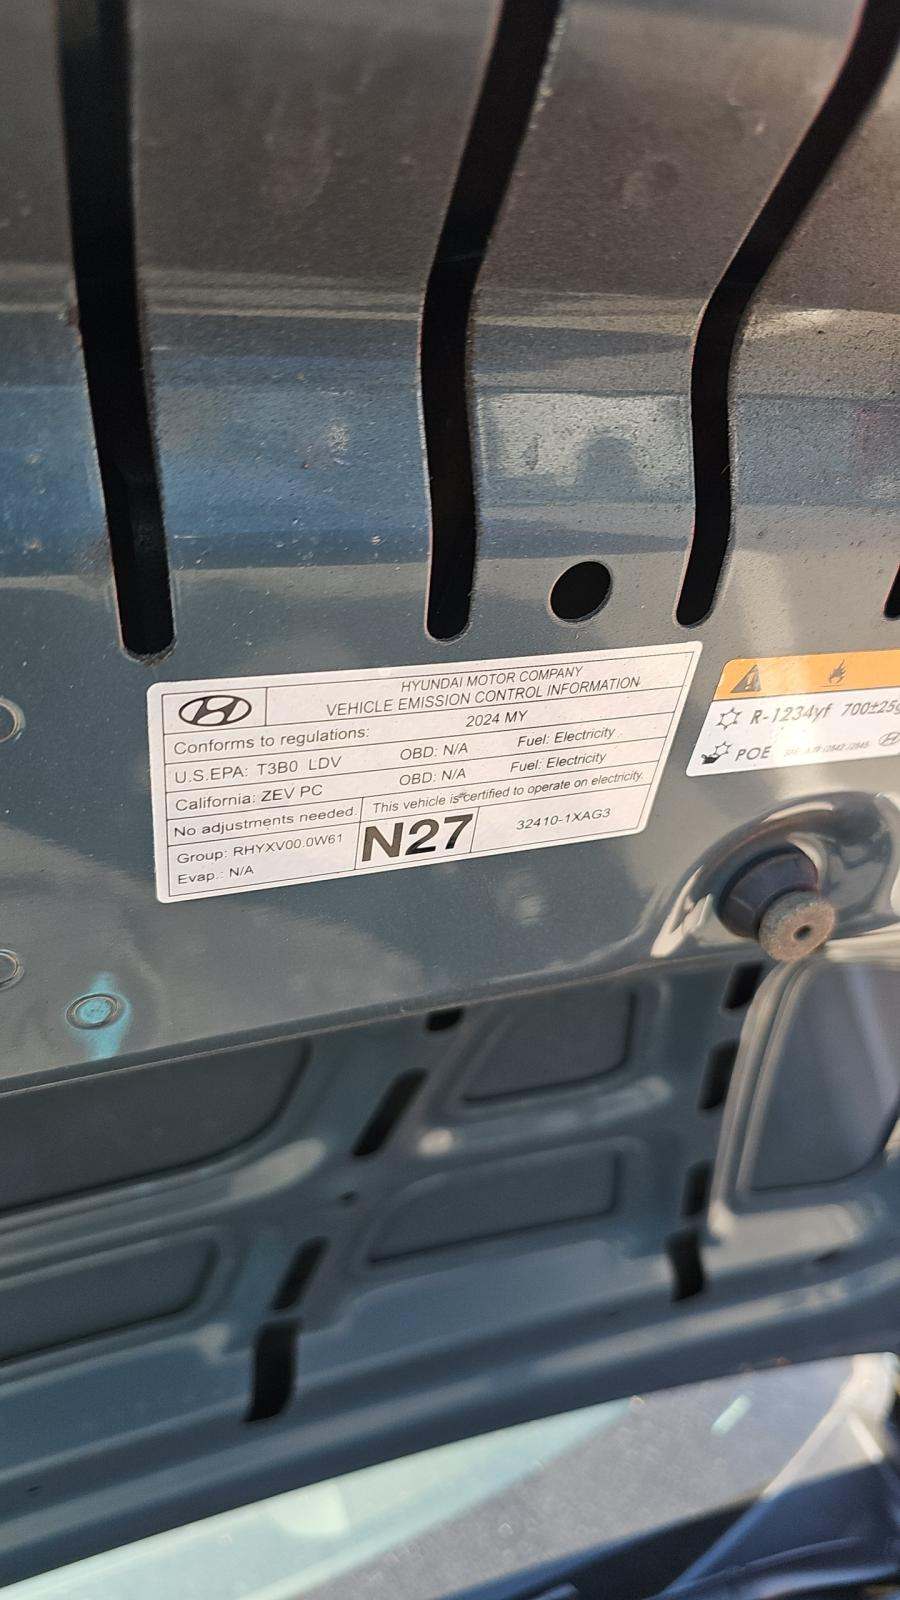 HYUNDAI MOTOR COMPANY
VEHICLE EMISSION CONTROL INFORMATION
Conforms to regulations: 2024 MY
U.S.EPA: T3B0 LDV OBD: N/A Fuel: Electricity
California: ZEV PC OBD: N/A Fuel: Electricity
No adjustments needed. This vehicle is certified to operate on electricity.
Group: RHYXV00.0W61
Evap.: N/A
N27
32410-1XAG3
R-1234yf 700±25g
POE